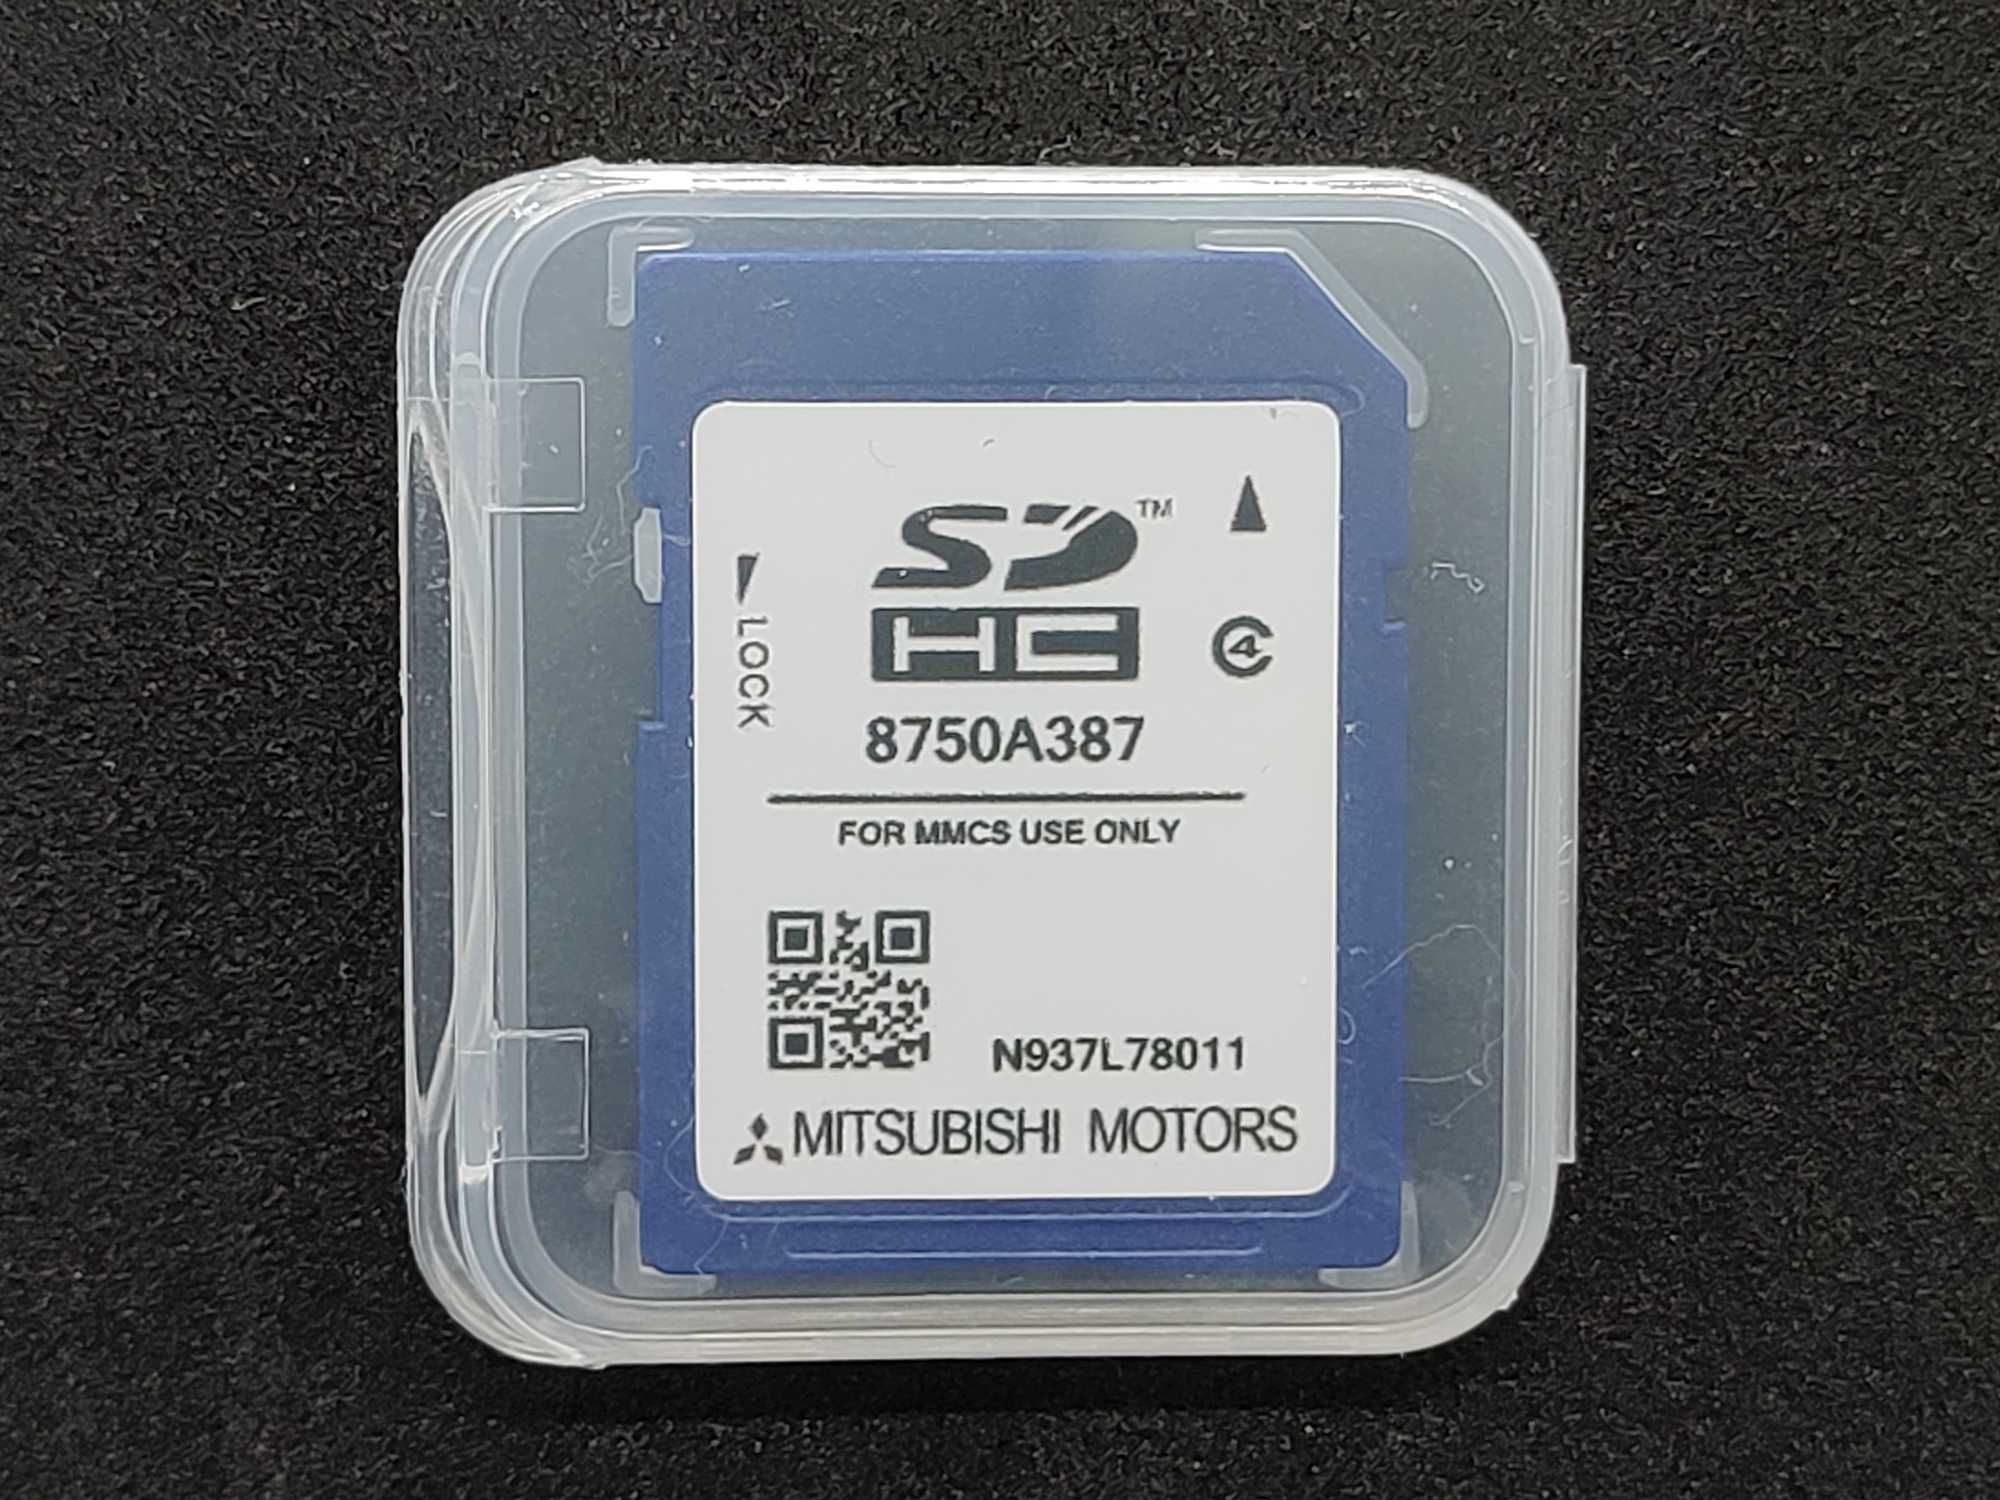 SD™
HC
4
LOCK
8750A387
FOR MMCS USE ONLY
N937L78011
MITSUBISHI MOTORS